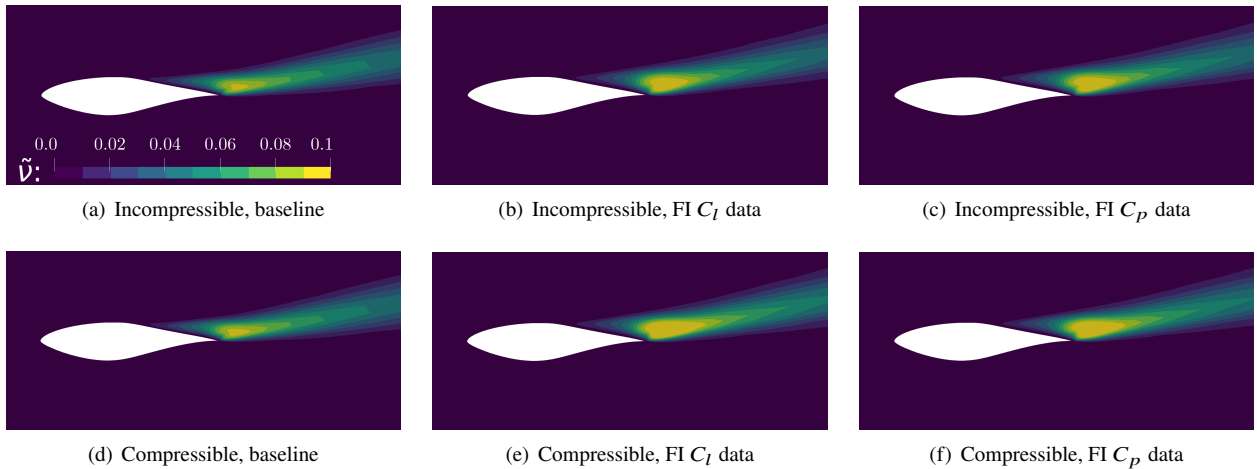 0.0 0.02 0.04 0.06 0.08 0.1
ν̃:
(a) Incompressible, baseline
(b) Incompressible, FI C_l data
(c) Incompressible, FI C_p data
(d) Compressible, baseline
(e) Compressible, FI C_l data
(f) Compressible, FI C_p data